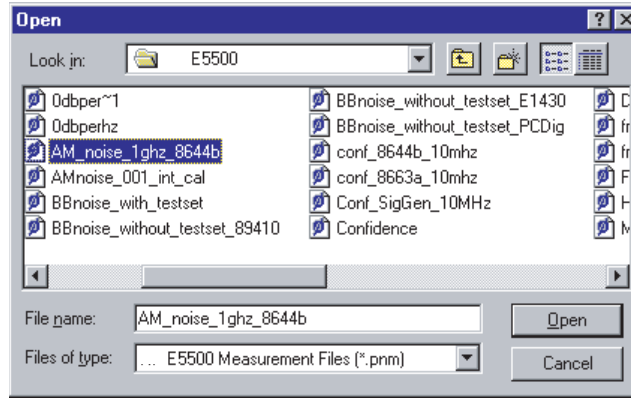 Open
Look in: E5500
0dbper~1
0dbperhz
AM_noise_1ghz_8644b
AMnoise_001_int_cal
BBnoise_with_testset
BBnoise_without_testset_89410
BBnoise_without_testset_E1430
BBnoise_without_testset_PCDig
conf_8644b_10mhz
conf_8663a_10mhz
Conf_SigGen_10MHz
Confidence
File name: AM_noise_1ghz_8644b
Open
Files of type: ... E5500 Measurement Files (*.pnm)
Cancel